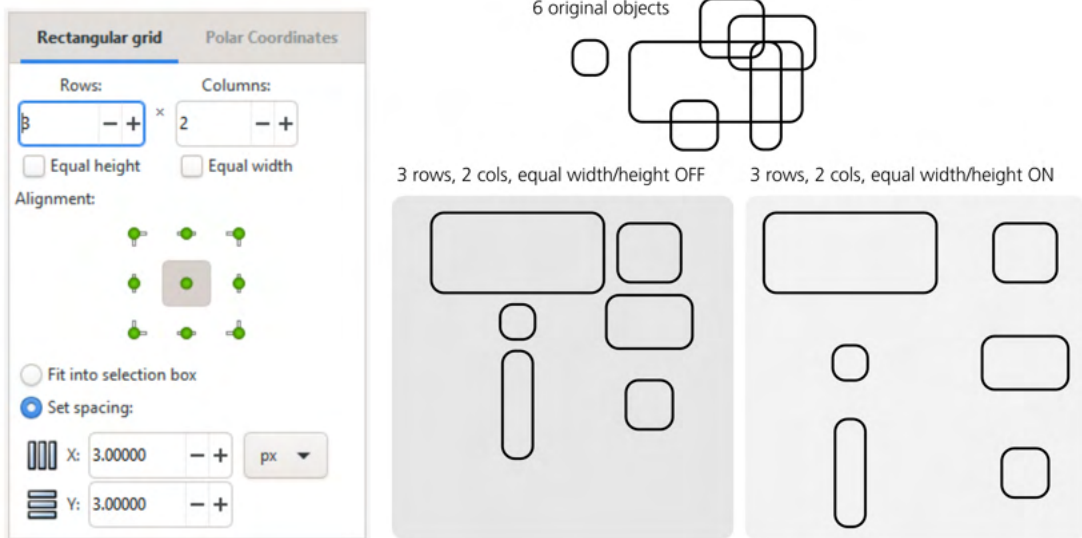 6 original objects
Rectangular grid Polar Coordinates
Rows: Columns:
3 − + × 2 − +
Equal height Equal width
3 rows, 2 cols, equal width/height OFF 3 rows, 2 cols, equal width/height ON
Alignment:
Fit into selection box
Set spacing:
X: 3.00000 − + px
Y: 3.00000 − +